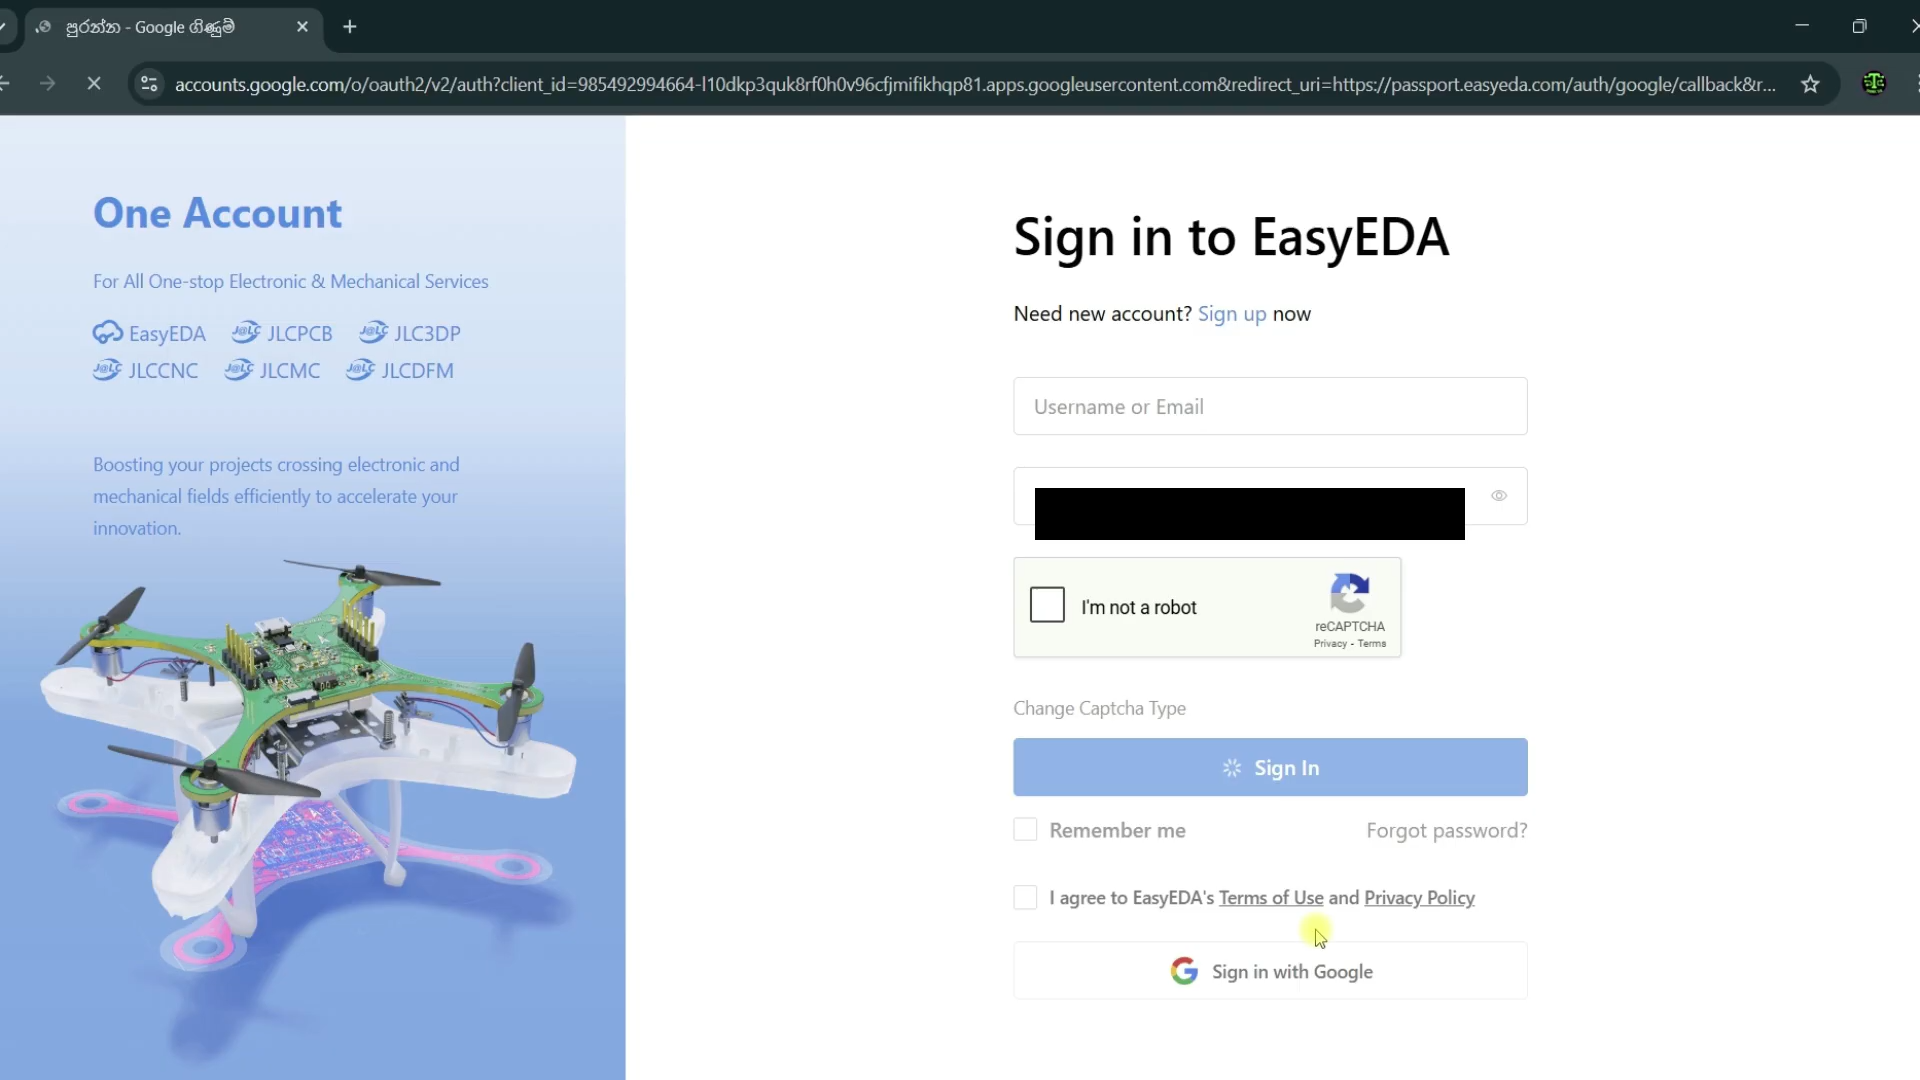 පුරන්න - Google ගිණුම්
accounts.google.com/o/oauth2/v2/auth?client_id=985492994664-l10dkp3quk8rf0h0v96cfjmifikhqp81.apps.googleusercontent.com&redirect_uri=https://passport.easyeda.com/auth/google/callback&r...
One Account
For All One-stop Electronic & Mechanical Services
EasyEDA JLCPCB JLC3DP
JLCCNC JLCMC JLCDFM
Boosting your projects crossing electronic and
mechanical fields efficiently to accelerate your
innovation.
Sign in to EasyEDA
Need new account? Sign up now
Username or Email
I'm not a robot
reCAPTCHA
Privacy - Terms
Change Captcha Type
Sign In
Remember me Forgot password?
I agree to EasyEDA's Terms of Use and Privacy Policy
Sign in with Google